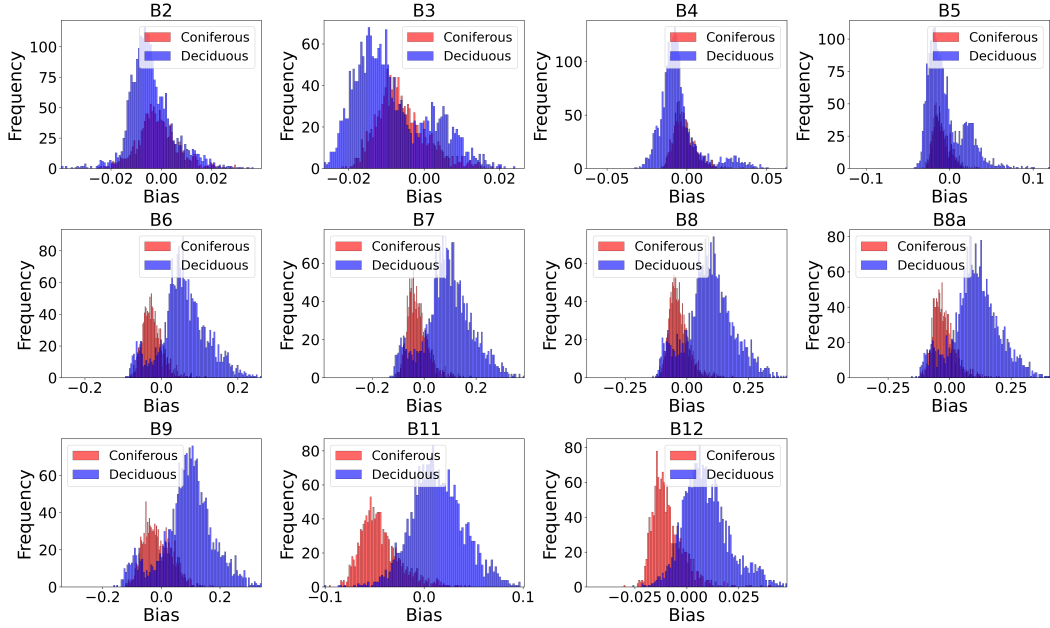 B2
Frequency
100
75
50
25
0
−0.02 0.00 0.02
Bias
Coniferous
Deciduous
B3
Frequency
60
40
20
0
−0.02 0.00 0.02
Bias
Coniferous
Deciduous
B4
Frequency
100
50
0
−0.05 0.00 0.05
Bias
Coniferous
Deciduous
B5
Frequency
100
75
50
25
0
−0.1 0.0 0.1
Bias
Coniferous
Deciduous
B6
Frequency
80
60
40
20
0
−0.2 0.0 0.2
Bias
Coniferous
Deciduous
B7
Frequency
60
40
20
0
−0.2 0.0 0.2
Bias
Coniferous
Deciduous
B8
Frequency
60
40
20
0
−0.25 0.00 0.25
Bias
Coniferous
Deciduous
B8a
Frequency
80
60
40
20
0
−0.25 0.00 0.25
Bias
Coniferous
Deciduous
B9
Frequency
60
40
20
0
−0.2 0.0 0.2
Bias
Coniferous
Deciduous
B11
Frequency
80
60
40
20
0
−0.1 0.0 0.1
Bias
Coniferous
Deciduous
B12
Frequency
80
60
40
20
0
−0.025 0.000 0.025
Bias
Coniferous
Deciduous